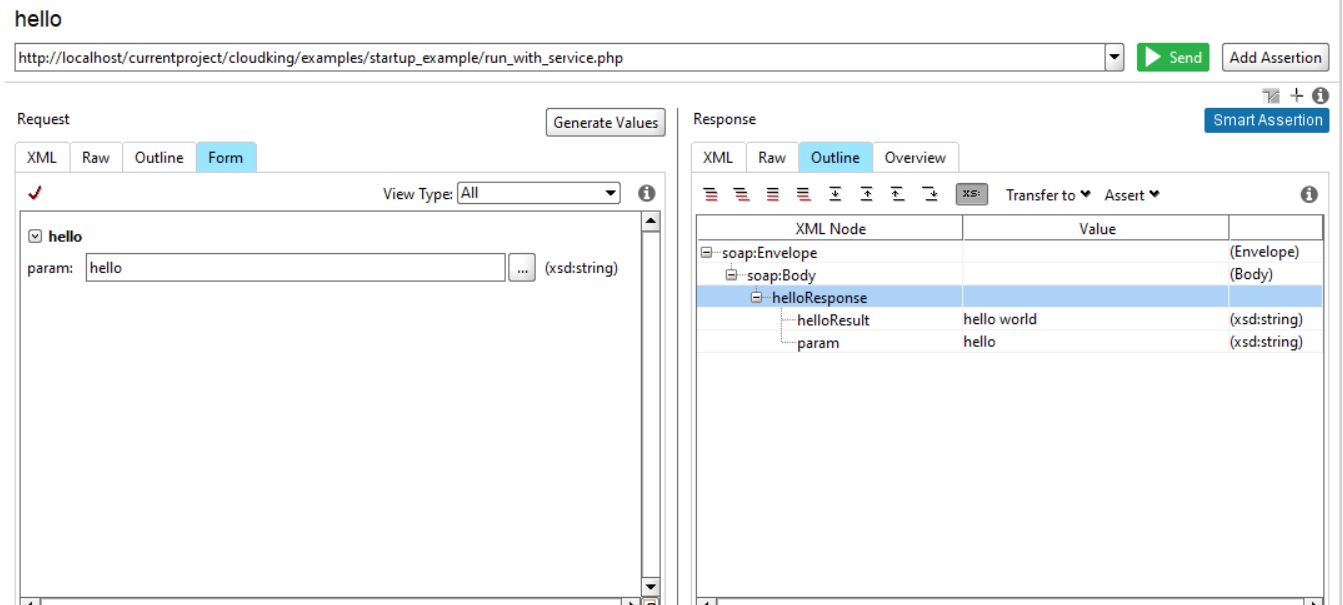 hello
http://localhost/currentproject/cloudking/examples/startup_example/run_with_service.php Send Add Assertion
Request Generate Values
XML Raw Outline Form
View Type: All
hello
param: hello ... (xsd:string)
Response Smart Assertion
XML Raw Outline Overview
xs: Transfer to Assert
XML Node Value
soap:Envelope (Envelope)
soap:Body (Body)
helloResponse
helloResult hello world (xsd:string)
param hello (xsd:string)